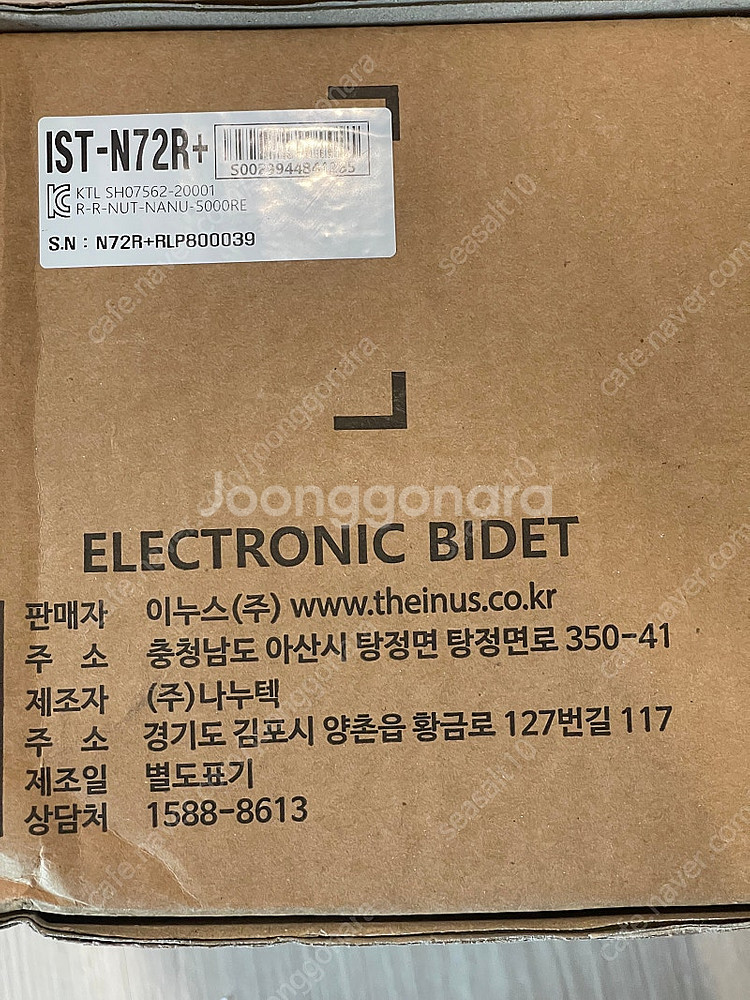 IST-N72R+
KTL SH07562-20001
R-R-NUT-NANU-5000RE
S.N : N72R+RLP800039
Joonggonara
ELECTRONIC BIDET
판매자 이누스(주) www.theinus.co.kr
주 소 충청남도 아산시 탕정면 탕정면로 350-41
제조자 (주)나누텍
주 소 경기도 김포시 양촌읍 황금로 127번길 117
제조일 별도표기
상담처 1588-8613